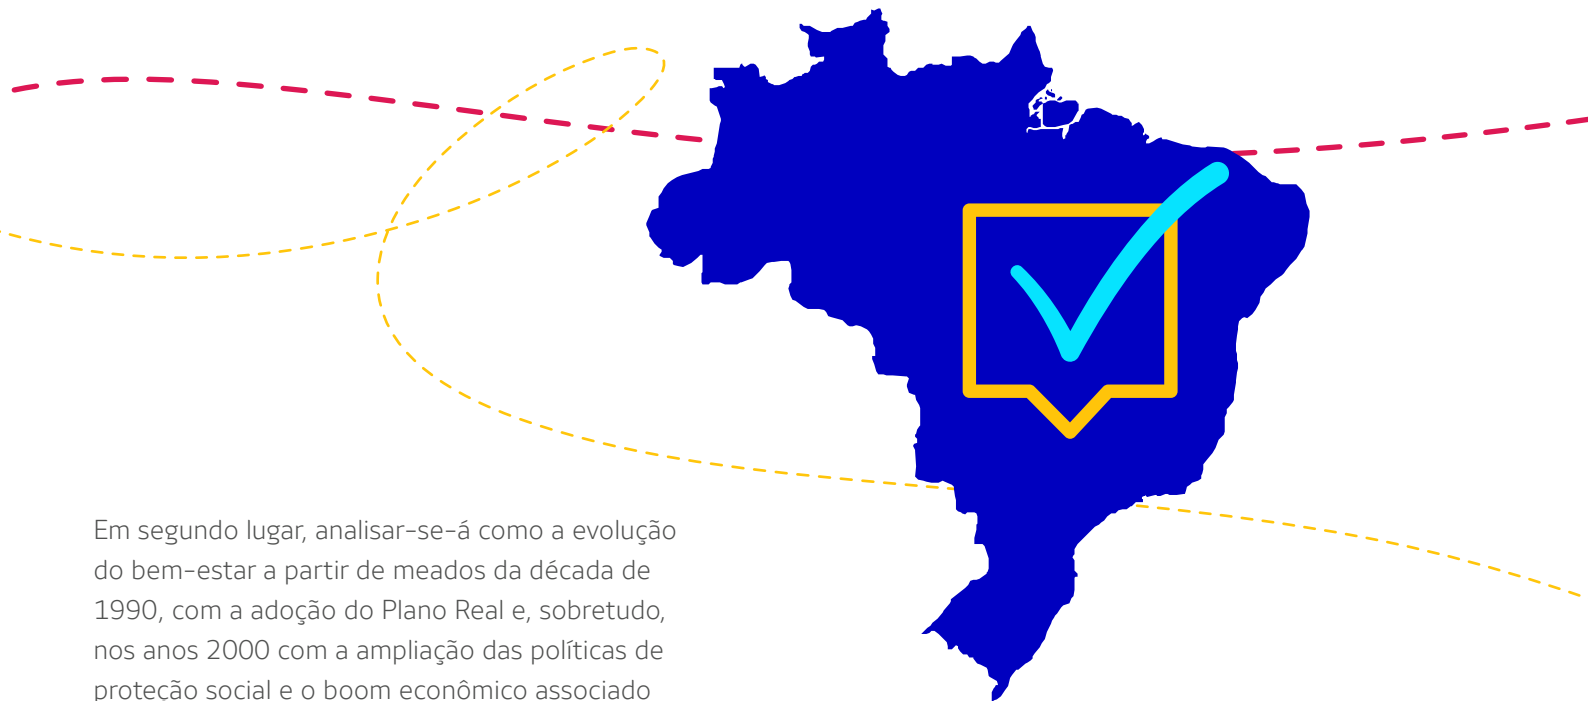 Em segundo lugar, analisar-se-á como a evolução
do bem-estar a partir de meados da década de
1990, com a adoção do Plano Real e, sobretudo,
nos anos 2000 com a ampliação das políticas de
proteção social e o boom econômico associado